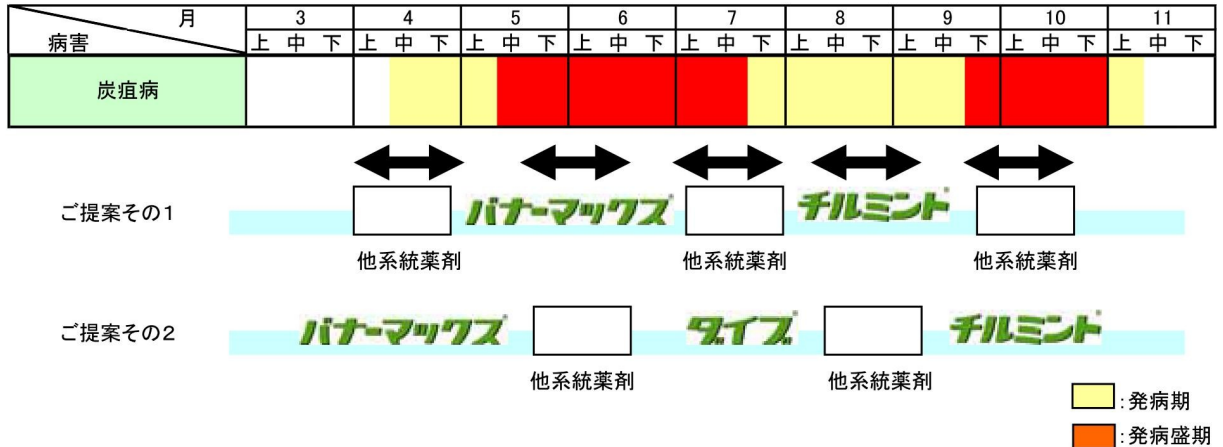 月 3 4 5 6 7 8 9 10 11
病害 上 中 下 上 中 下 上 中 下 上 中 下 上 中 下 上 中 下 上 中 下 上 中 下 上 中 下
炭疽病
ご提案その1 バナーマックス チルミント
他系統薬剤 他系統薬剤 他系統薬剤
ご提案その2 バナーマックス ダイブ チルミント
他系統薬剤 他系統薬剤
:発病期
:発病盛期